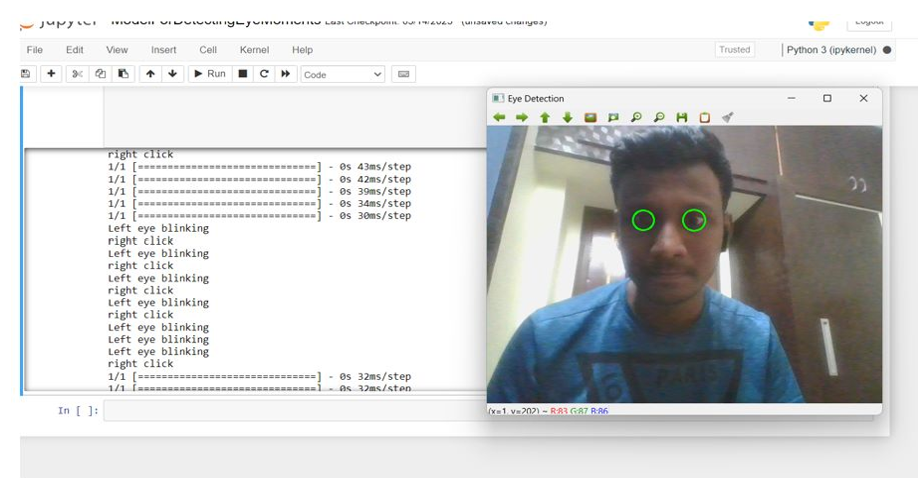 jupyter ModelForDetectingEyeMoments Last Checkpoint: 05/14/2023 (unsaved changes) Logout
File Edit View Insert Cell Kernel Help Trusted Python 3 (ipykernel)
Run Code
right click
1/1 [==============================] - 0s 43ms/step
1/1 [==============================] - 0s 42ms/step
1/1 [==============================] - 0s 39ms/step
1/1 [==============================] - 0s 34ms/step
1/1 [==============================] - 0s 30ms/step
Left eye blinking
right click
Left eye blinking
right click
Left eye blinking
right click
Left eye blinking
right click
Left eye blinking
Left eye blinking
Left eye blinking
right click
1/1 [==============================] - 0s 32ms/step
1/1 [==============================] - 0s 32ms/step
In [ ]:
Eye Detection
(x=1, y=202) ~ R:83 G:87 B:86